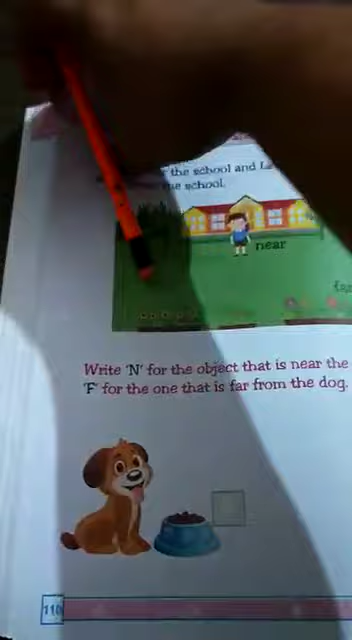 the school and
the school.
near
Write 'N' for the object that is near the
'F' for the one that is far from the dog.
110